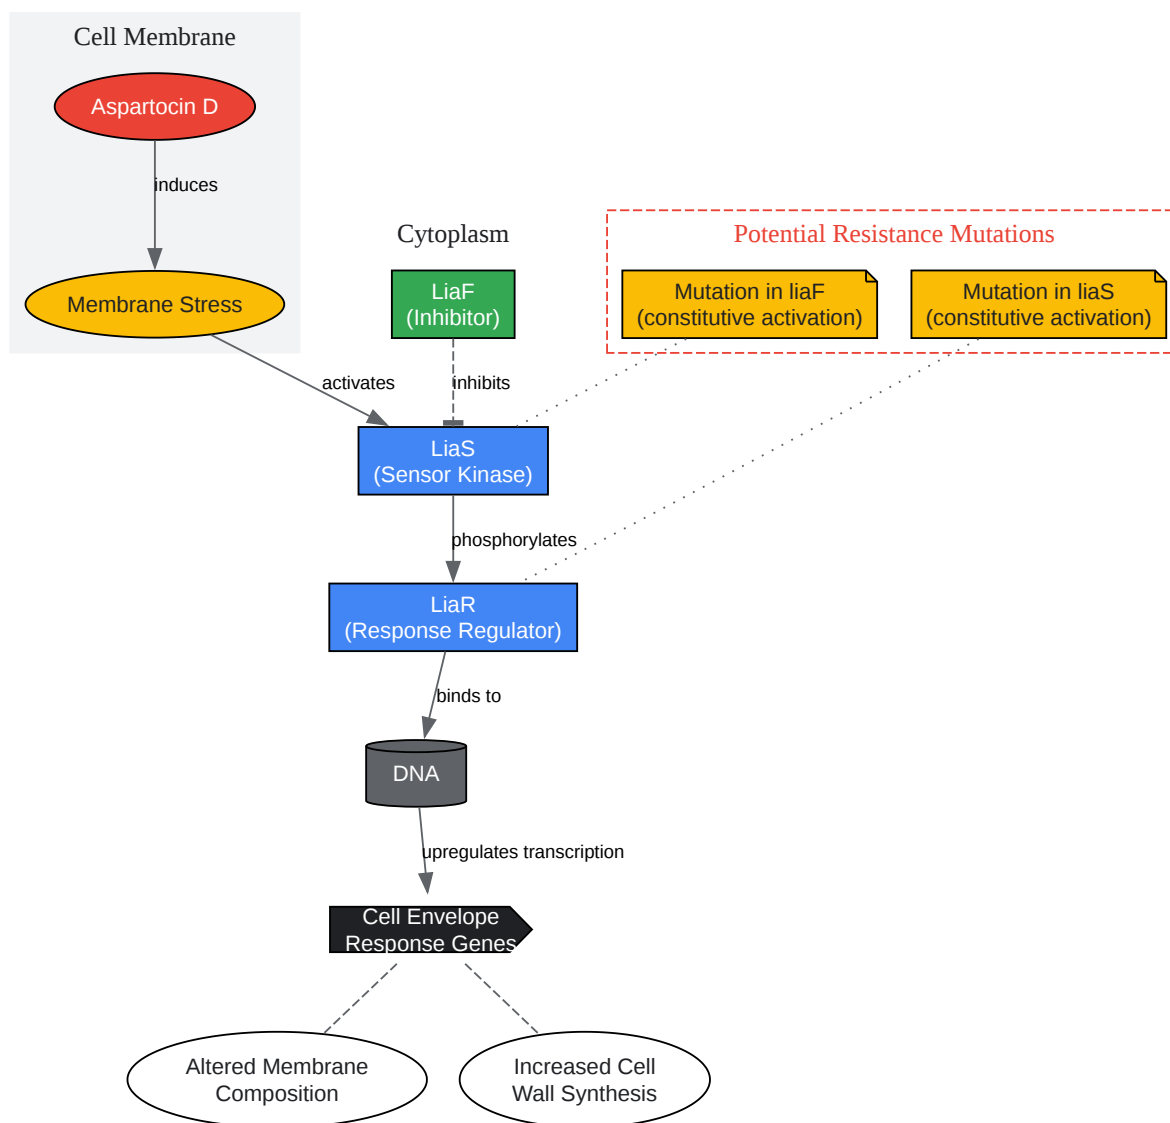 Cell Membrane
Aspartocin D
induces
Membrane Stress
Cytoplasm
LiaF
(Inhibitor)
Potential Resistance Mutations
Mutation in liaF
(constitutive activation)
Mutation in liaS
(constitutive activation)
activates
inhibits
LiaS
(Sensor Kinase)
phosphorylates
LiaR
(Response Regulator)
binds to
DNA
upregulates transcription
Cell Envelope
Response Genes
Altered Membrane
Composition
Increased Cell
Wall Synthesis